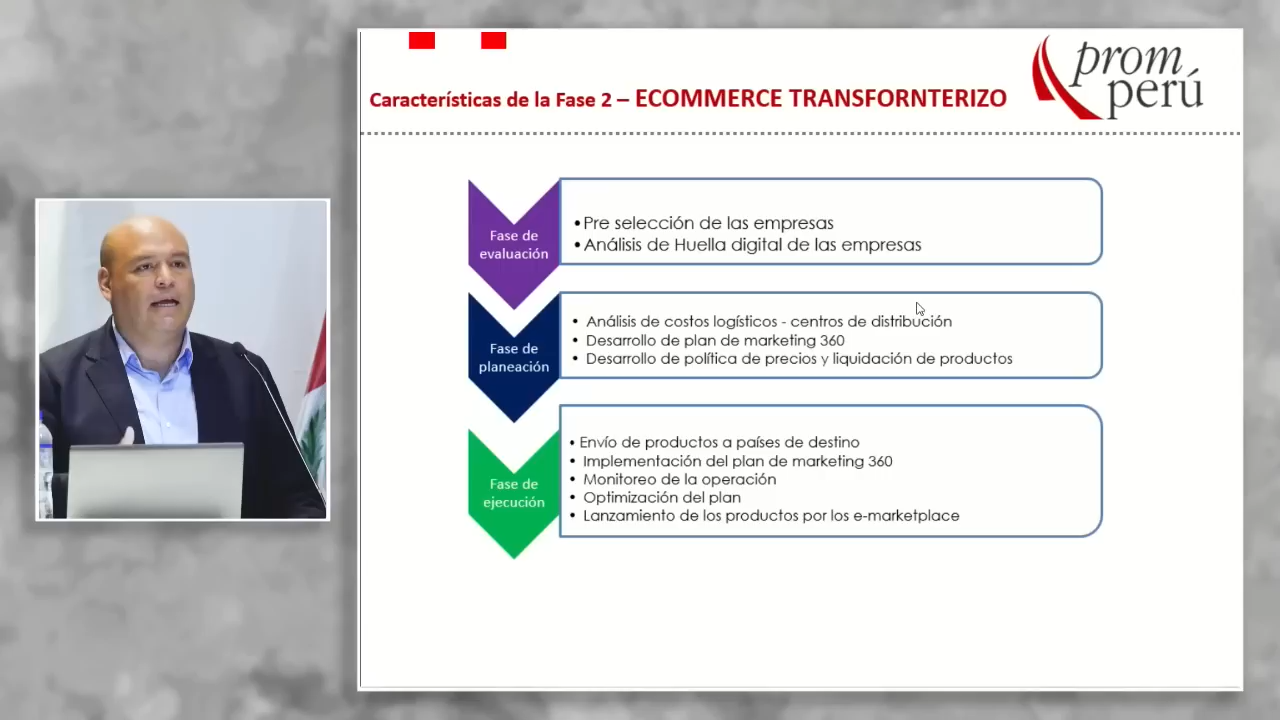 prom
perú
Características de la Fase 2 – ECOMMERCE TRANSFORNTERIZO
Fase de
evaluación
•Pre selección de las empresas
•Análisis de Huella digital de las empresas
Fase de
planeación
• Análisis de costos logísticos - centros de distribución
• Desarrollo de plan de marketing 360
• Desarrollo de política de precios y liquidación de productos
Fase de
ejecución
• Envío de productos a países de destino
• Implementación del plan de marketing 360
• Monitoreo de la operación
• Optimización del plan
• Lanzamiento de los productos por los e-marketplace